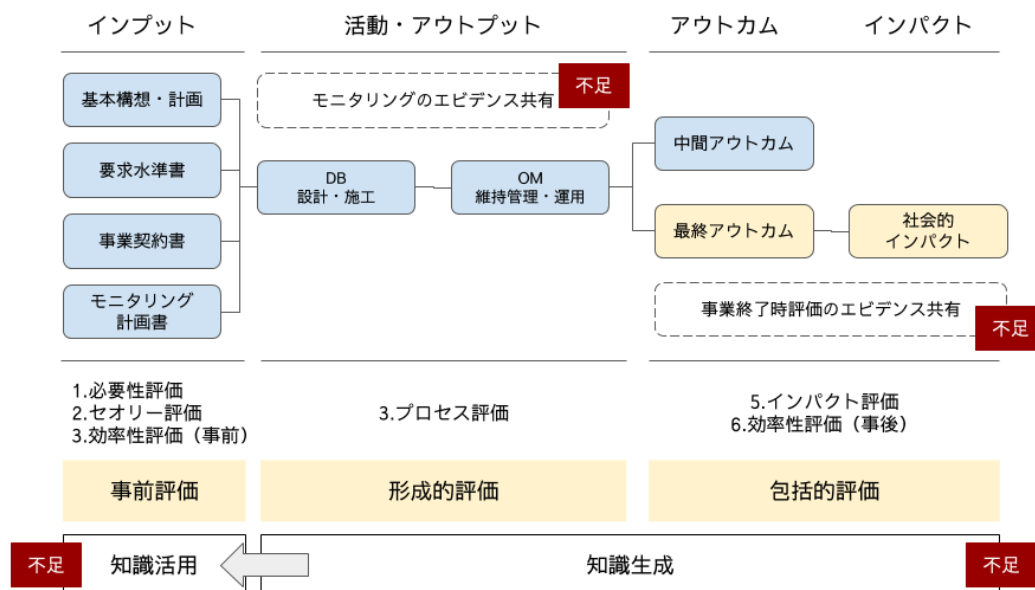 インプット
活動・アウトプット
アウトカム
インパクト
基本構想・計画
要求水準書
事業契約書
モニタリング
計画書
モニタリングのエビデンス共有
不足
DB
設計・施工
OM
維持管理・運用
中間アウトカム
最終アウトカム
社会的
インパクト
事業終了時評価のエビデンス共有
不足
1.必要性評価
2.セオリー評価
3.効率性評価（事前）
3.プロセス評価
5.インパクト評価
6.効率性評価（事後）
事前評価
形成的評価
包括的評価
不足
知識活用
知識生成
不足